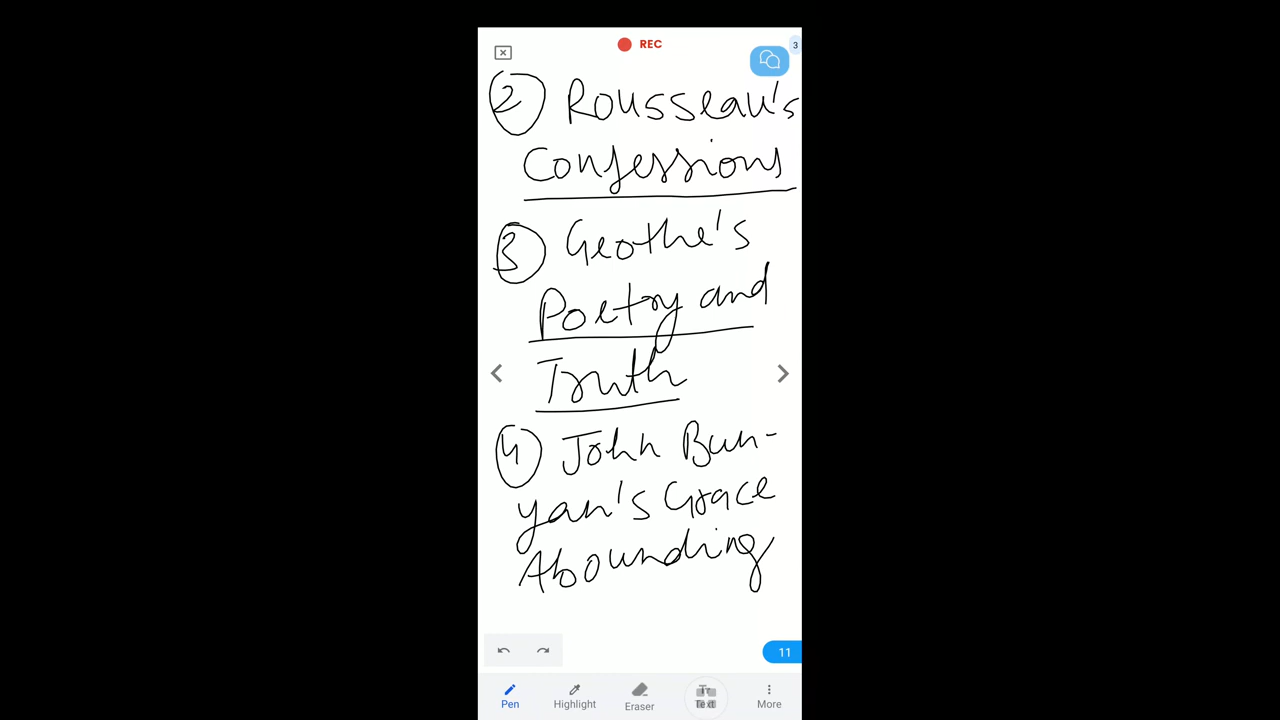 REC
3
2 Rousseau's
Confessions
3 Geothe's
Poetry and
Truth
4 John Bun-
yan's Grace
Abounding
11
Pen Highlight Eraser Text More